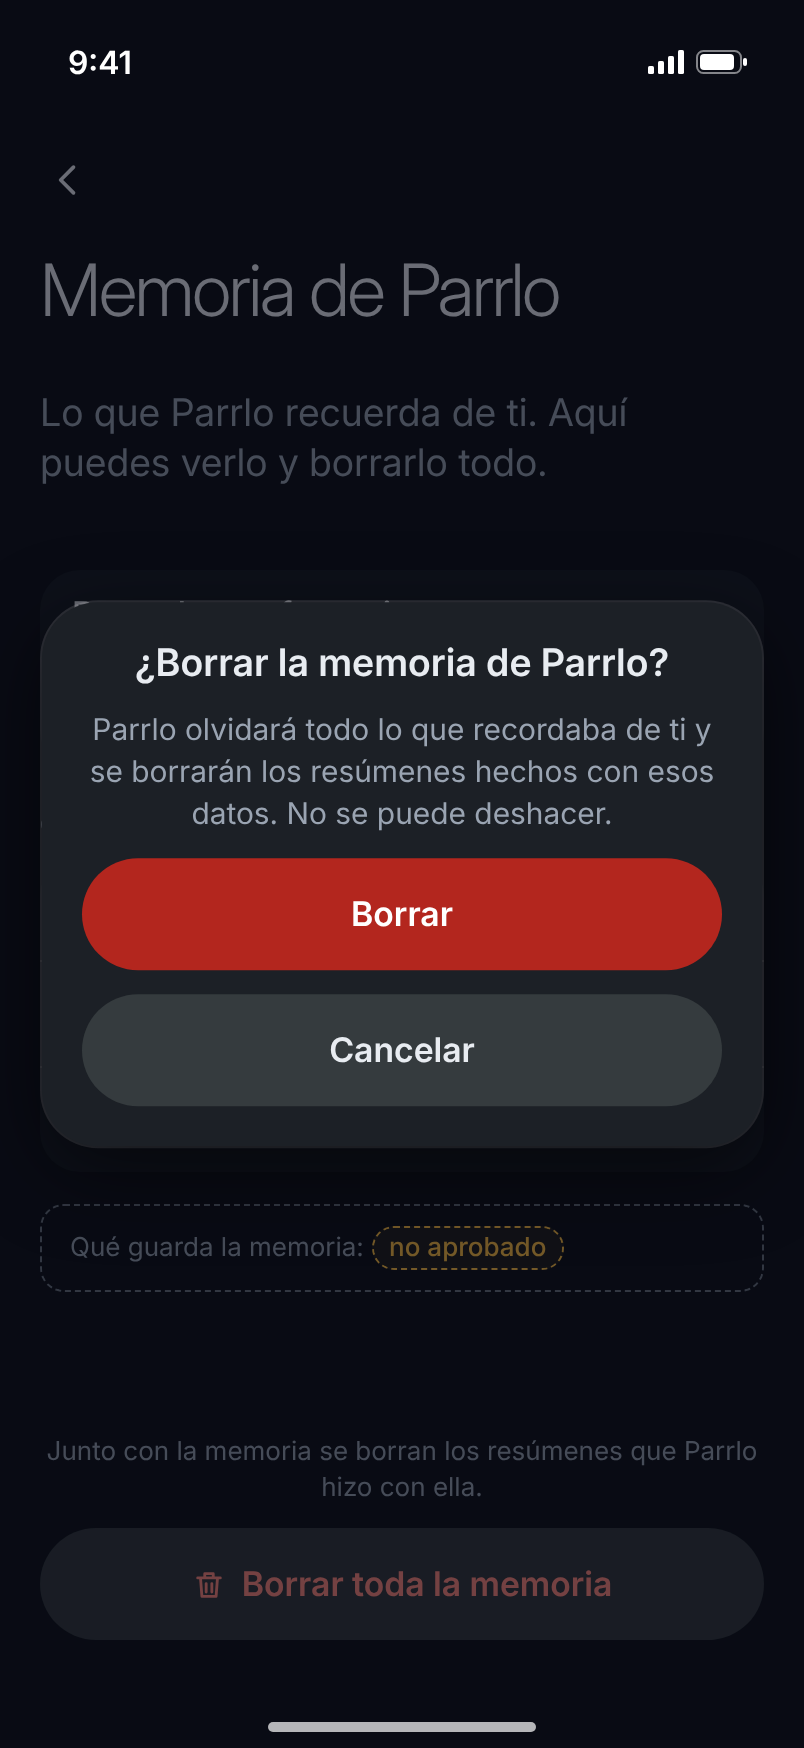 9:41
Memoria de Parrlo
Lo que Parrlo recuerda de ti. Aquí
puedes verlo y borrarlo todo.
¿Borrar la memoria de Parrlo?
Parrlo olvidará todo lo que recordaba de ti y
se borrarán los resúmenes hechos con esos
datos. No se puede deshacer.
Borrar
Cancelar
Qué guarda la memoria: no aprobado
Junto con la memoria se borran los resúmenes que Parrlo
hizo con ella.
Borrar toda la memoria